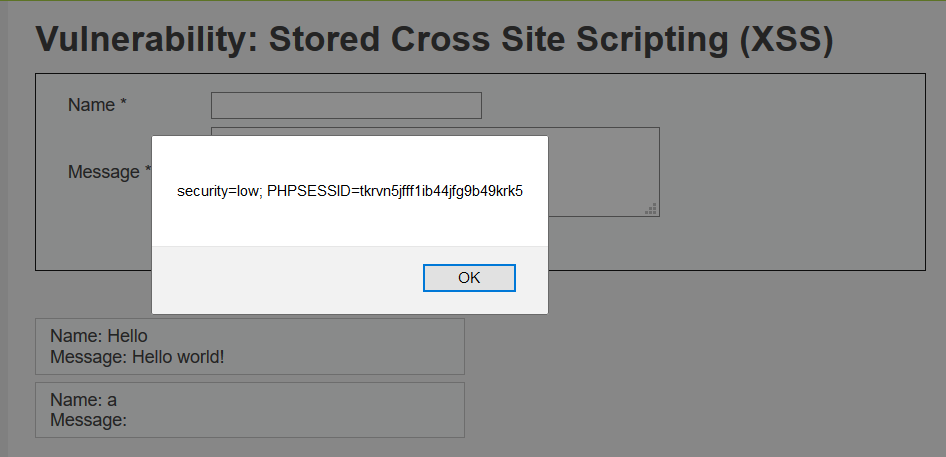 Vulnerability: Stored Cross Site Scripting (XSS)
Name *
Message *
security=low; PHPSESSID=tkrvn5jfff1ib44jfg9b49krk5
OK
Name: Hello
Message: Hello world!
Name: a
Message: